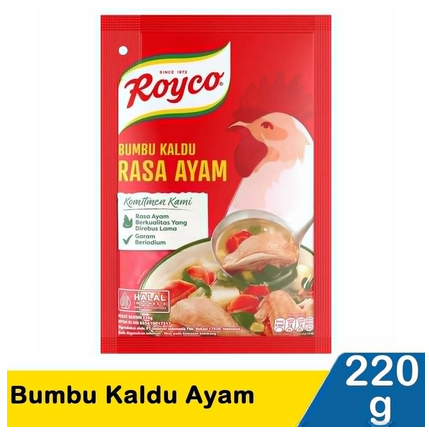 SINCE 1972
Royco
BUMBU KALDU
RASA AYAM
Komitmen Kami
Rasa Ayam
Berkualitas Yang
Direbus Lama
Garam
Beriodium
HALAL
INDONESIA
Bumbu Kaldu Ayam
220
g